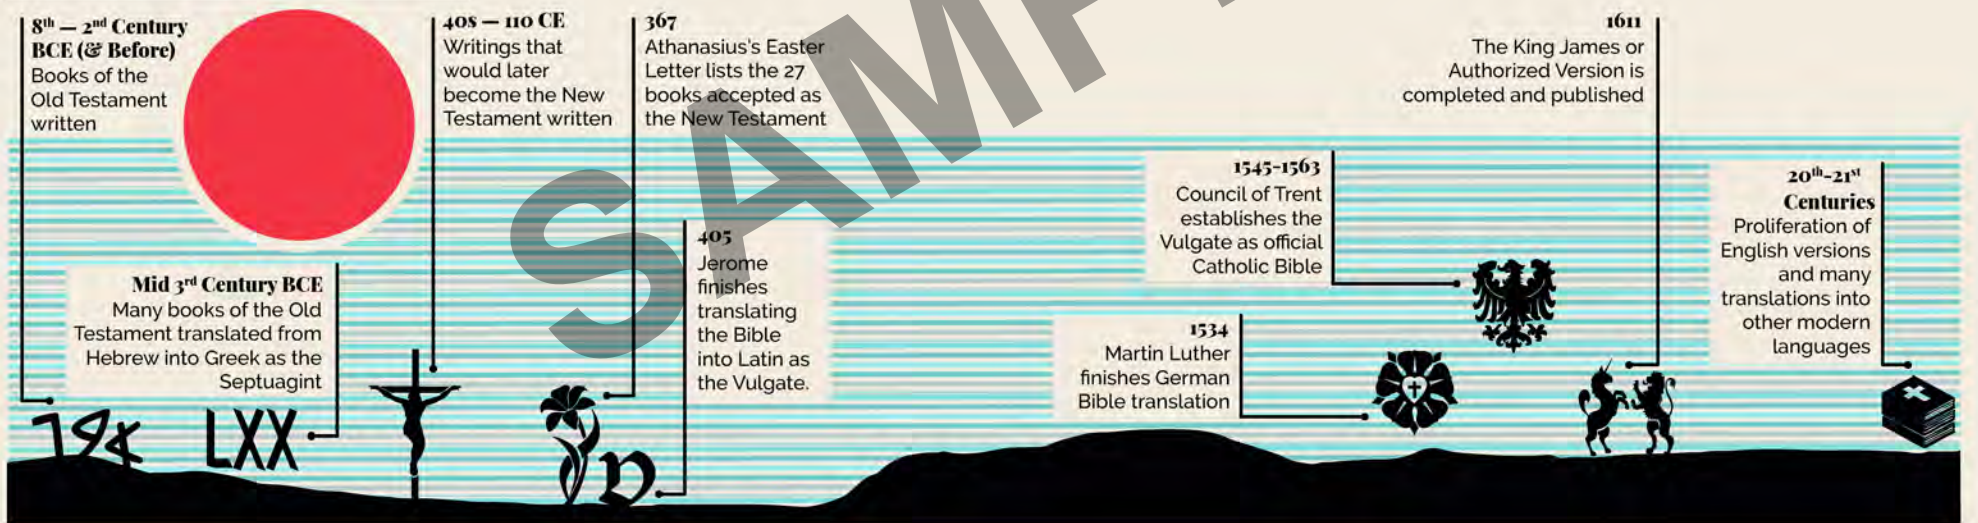 8th — 2nd Century
BCE (& Before)
Books of the
Old Testament
written
Mid 3rd Century BCE
Many books of the Old
Testament translated from
Hebrew into Greek as the
Septuagint
LXX
40s — 110 CE
Writings that
would later
become the New
Testament written
367
Athanasius's Easter
Letter lists the 27
books accepted as
the New Testament
405
Jerome
finishes
translating
the Bible
into Latin as
the Vulgate.
1534
Martin Luther
finishes German
Bible translation
1545-1563
Council of Trent
establishes the
Vulgate as official
Catholic Bible
1611
The King James or
Authorized Version is
completed and published
20th-21st
Centuries
Proliferation of
English versions
and many
translations into
other modern
languages